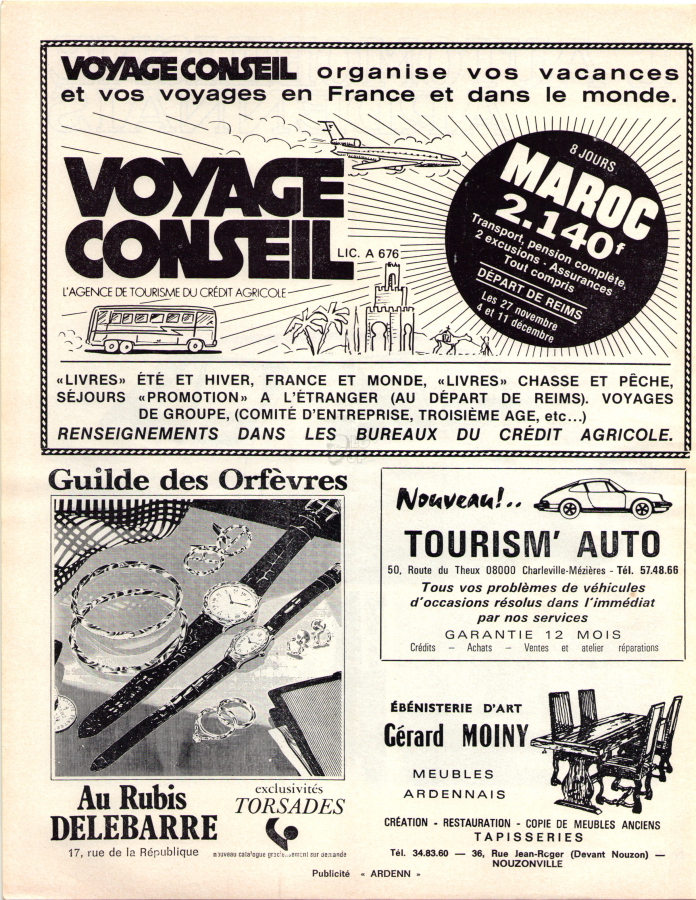 VOYAGE CONSEIL organise vos vacances
et vos voyages en France et dans le monde.
VOYAGE
CONSEIL
LIC. A 676
L'AGENCE DE TOURISME DU CRÉDIT AGRICOLE
8 JOURS
MAROC
2.140f
Transport, pension complète,
2 excusions - Assurances
Tout compris
DÉPART DE REIMS
Les 27 novembre
4 et 11 décembre
«LIVRES» ÉTÉ ET HIVER, FRANCE ET MONDE, «LIVRES» CHASSE ET PÊCHE,
SÉJOURS «PROMOTION» A L'ÉTRANGER (AU DÉPART DE REIMS). VOYAGES
DE GROUPE, (COMITÉ D'ENTREPRISE, TROISIÈME AGE, etc...)
RENSEIGNEMENTS DANS LES BUREAUX DU CRÉDIT AGRICOLE.
Guilde des Orfèvres
Au Rubis
DELEBARRE
17, rue de la République
exclusivités
TORSADES
nouveau catalogue gracieusement sur demande
Nouveau!..
TOURISM' AUTO
50, Route du Theux 08000 Charleville-Mézières - Tél. 57.48.66
Tous vos problèmes de véhicules
d'occasions résolus dans l'immédiat
par nos services
GARANTIE 12 MOIS
Crédits – Achats – Ventes et atelier réparations
ÉBÉNISTERIE D'ART
Gérard MOINY
MEUBLES
ARDENNAIS
CRÉATION - RESTAURATION - COPIE DE MEUBLES ANCIENS
TAPISSERIES
Tél. 34.83.60 — 36, Rue Jean-Roger (Devant Nouzon) —
NOUZONVILLE
Publicité « ARDENN »